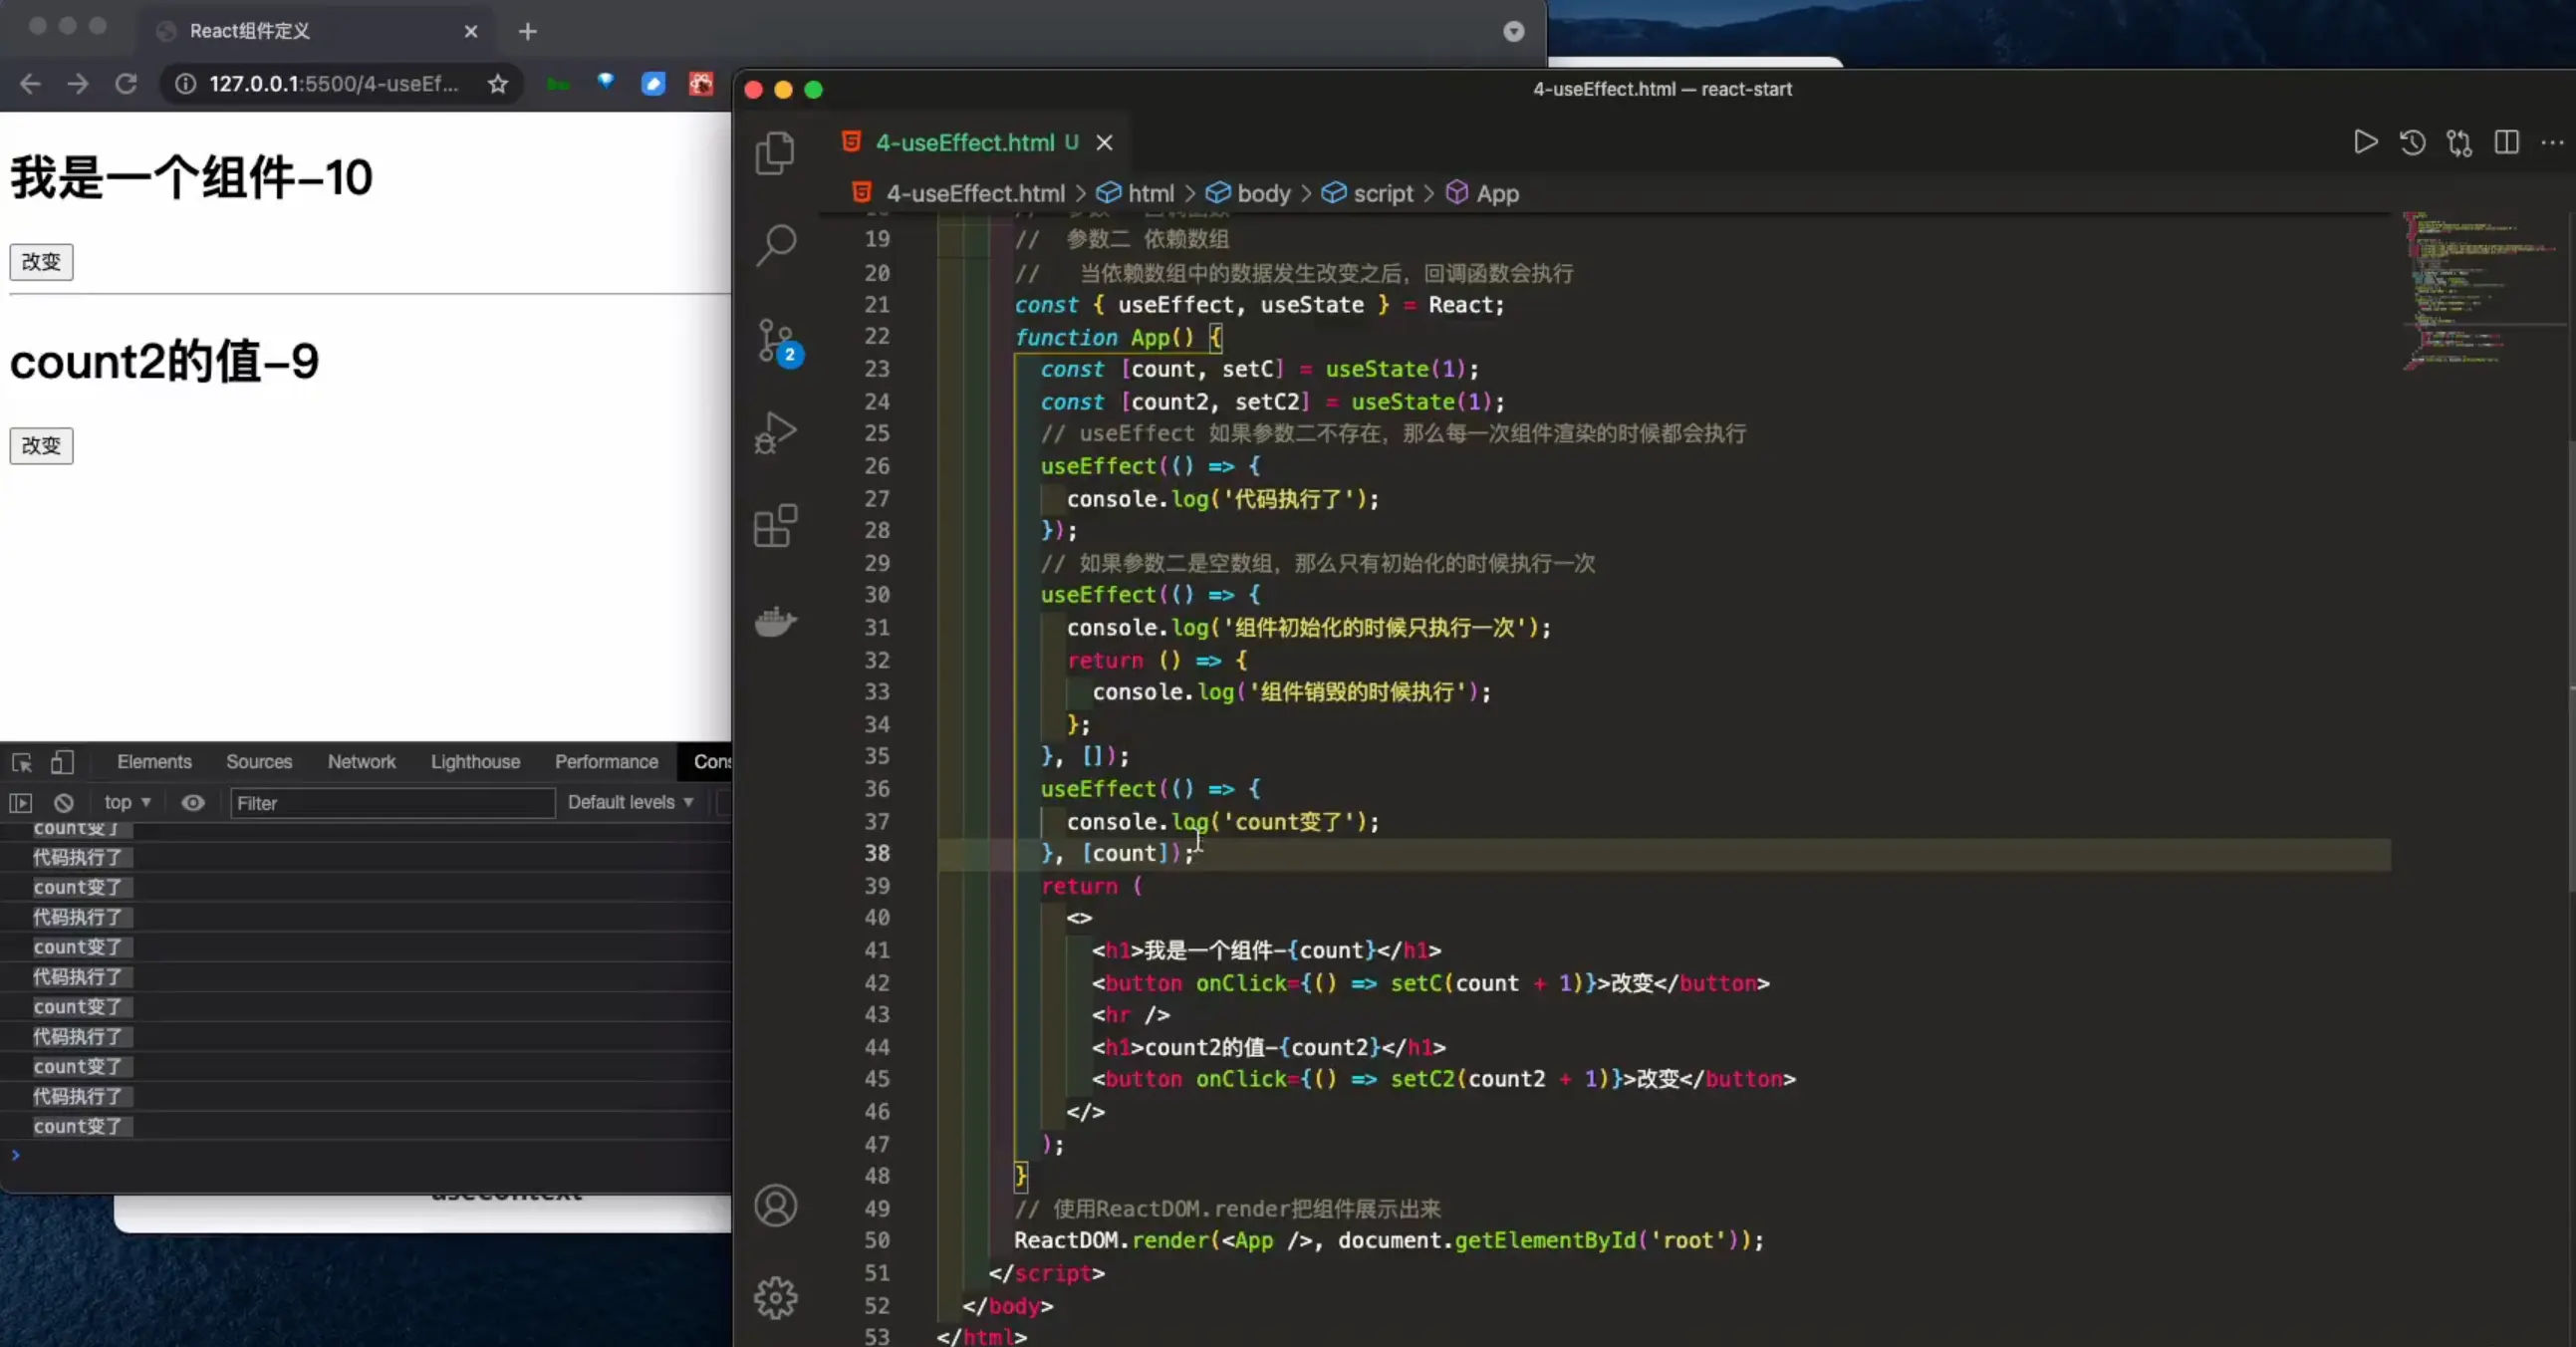 React组件定义
127.0.0.1:5500/4-useEf...
我是一个组件-10
改变
count2的值-9
改变
Elements Sources Network Lighthouse Performance Cons
top Filter Default levels
count变了
代码执行了
count变了
代码执行了
count变了
代码执行了
count变了
代码执行了
count变了
代码执行了
count变了
>
usecontext
4-useEffect.html — react-start
4-useEffect.html U
4-useEffect.html > html > body > script > App
2
19 // 参数二 依赖数组
20 // 当依赖数组中的数据发生改变之后，回调函数会执行
21 const { useEffect, useState } = React;
22 function App() {
23 const [count, setC] = useState(1);
24 const [count2, setC2] = useState(1);
25 // useEffect 如果参数二不存在，那么每一次组件渲染的时候都会执行
26 useEffect(() => {
27 console.log('代码执行了');
28 });
29 // 如果参数二是空数组，那么只有初始化的时候执行一次
30 useEffect(() => {
31 console.log('组件初始化的时候只执行一次');
32 return () => {
33 console.log('组件销毁的时候执行');
34 };
35 }, []);
36 useEffect(() => {
37 console.log('count变了');
38 }, [count]);
39 return (
40 <>
41 <h1>我是一个组件-{count}</h1>
42 <button onClick={() => setC(count + 1)}>改变</button>
43 <hr />
44 <h1>count2的值-{count2}</h1>
45 <button onClick={() => setC2(count2 + 1)}>改变</button>
46 </>
47 );
48 }
49 // 使用ReactDOM.render把组件展示出来
50 ReactDOM.render(<App />, document.getElementById('root'));
51 </script>
52 </body>
53 </html>